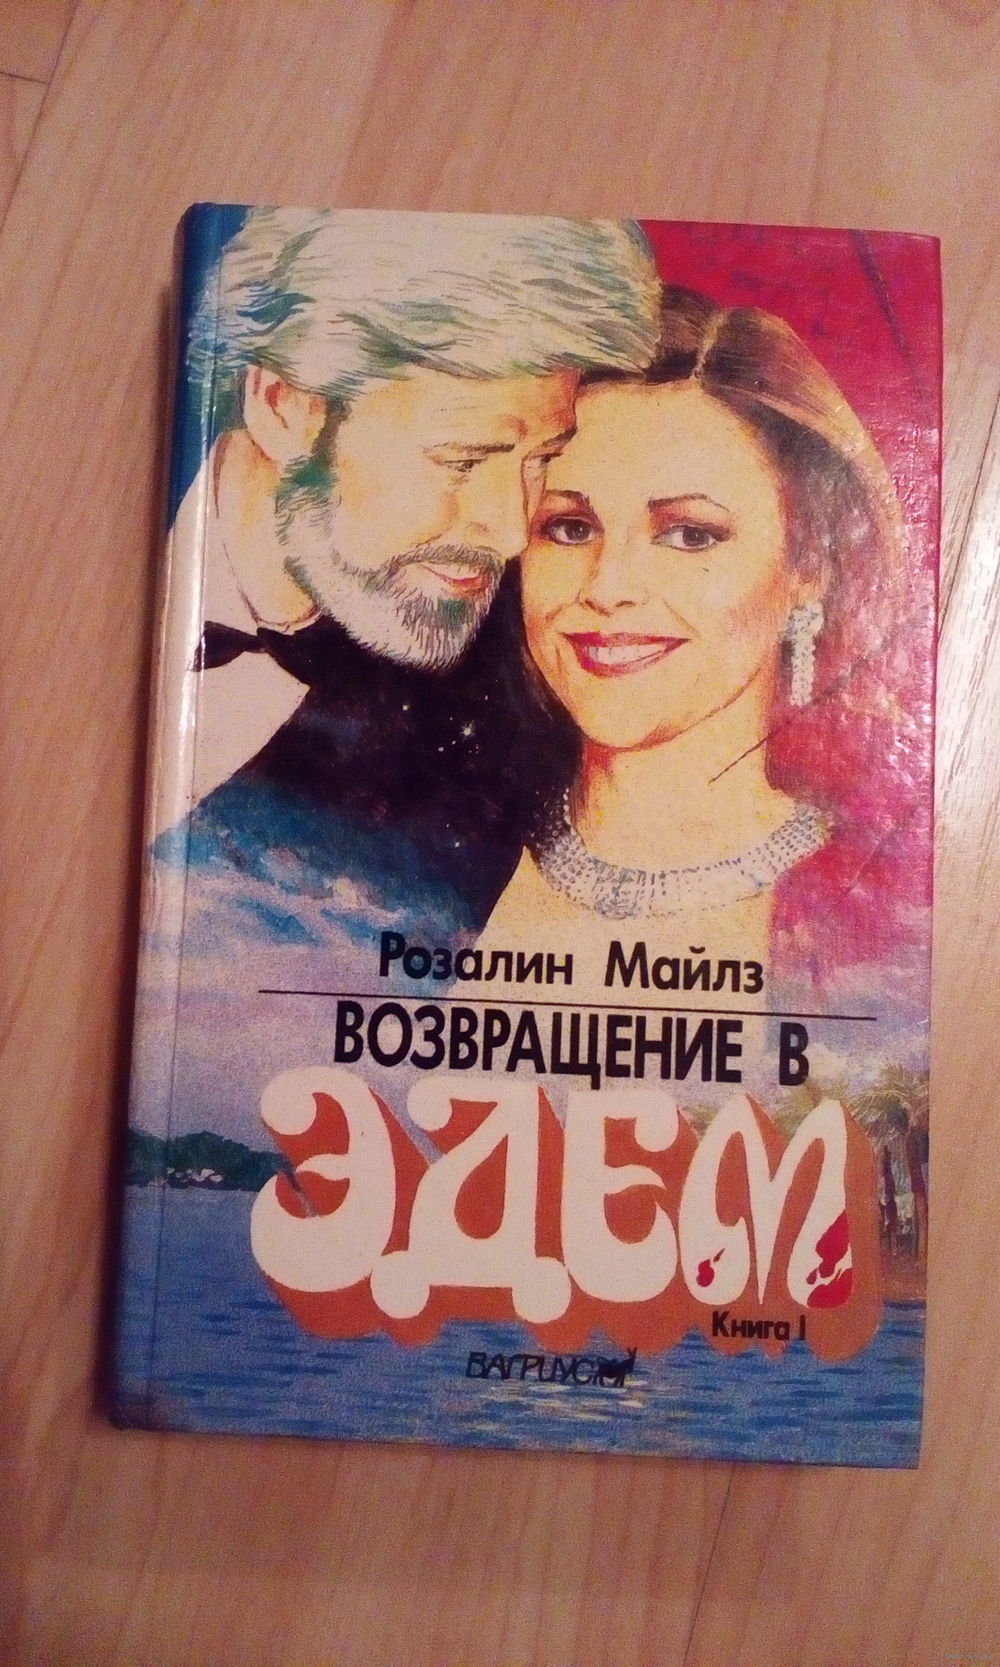 Розалин Майлз
ВОЗВРАЩЕНИЕ В
ЭДЕМ
Книга I
ВАГРИУС